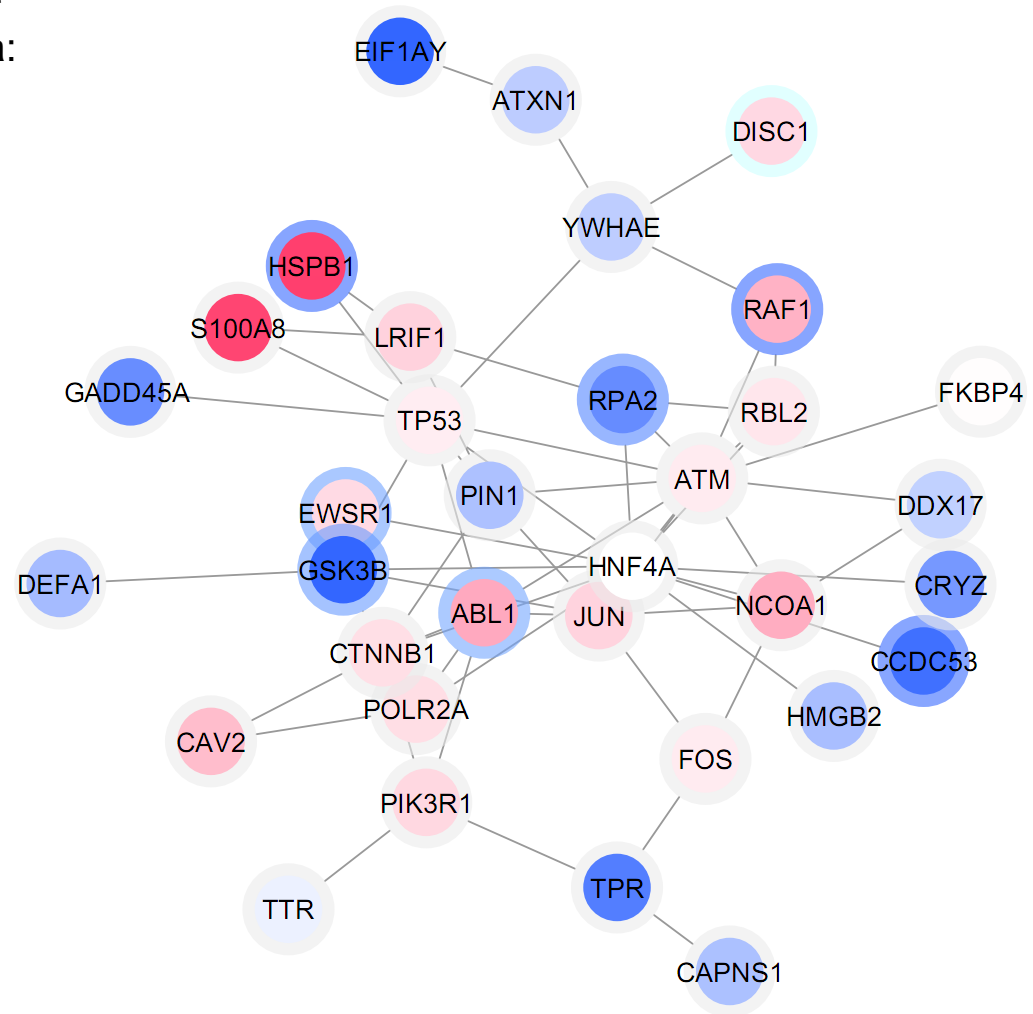 a:
EIF1AY
ATXN1
DISC1
YWHAE
HSPB1
RAF1
S100A8
LRIF1
GADD45A
RPA2
FKBP4
RBL2
TP53
ATM
PIN1
DDX17
EWSR1
HNF4A
GSK3B
DEFA1
CRYZ
ABL1
JUN
NCOA1
CTNNB1
CCDC53
POLR2A
HMGB2
CAV2
FOS
PIK3R1
TPR
TTR
CAPNS1